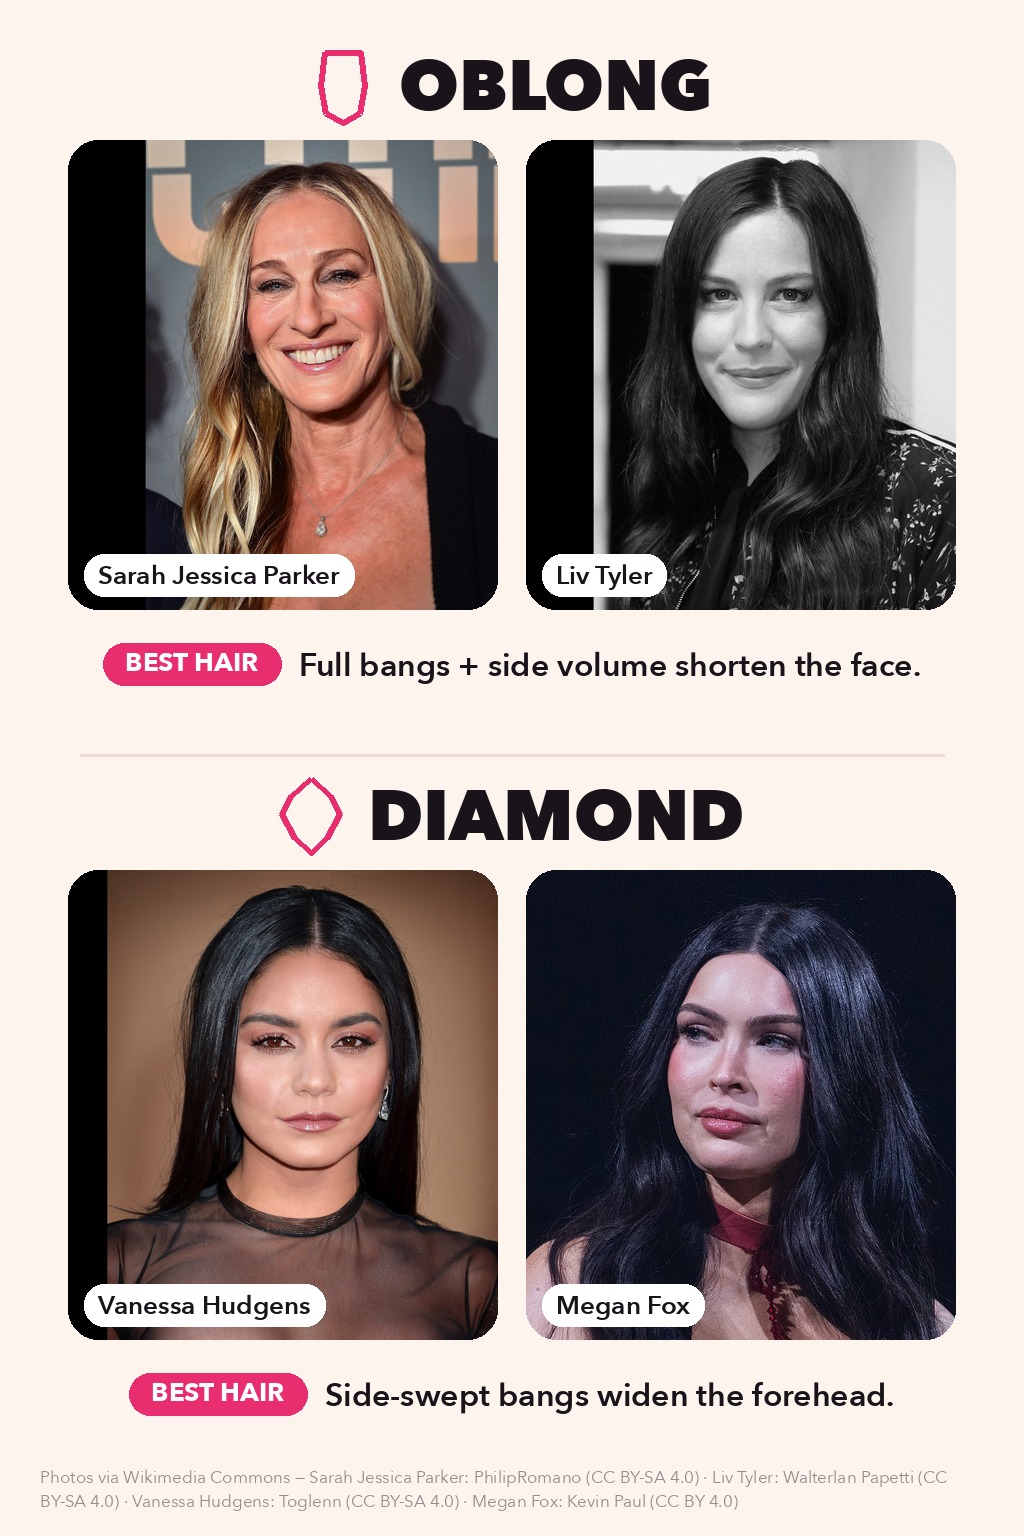 OBLONG
Sarah Jessica Parker
Liv Tyler
BEST HAIR Full bangs + side volume shorten the face.
DIAMOND
Vanessa Hudgens
Megan Fox
BEST HAIR Side-swept bangs widen the forehead.
Photos via Wikimedia Commons — Sarah Jessica Parker: PhilipRomano (CC BY-SA 4.0) · Liv Tyler: Walterlan Papetti (CC
BY-SA 4.0) · Vanessa Hudgens: Toglenn (CC BY-SA 4.0) · Megan Fox: Kevin Paul (CC BY 4.0)